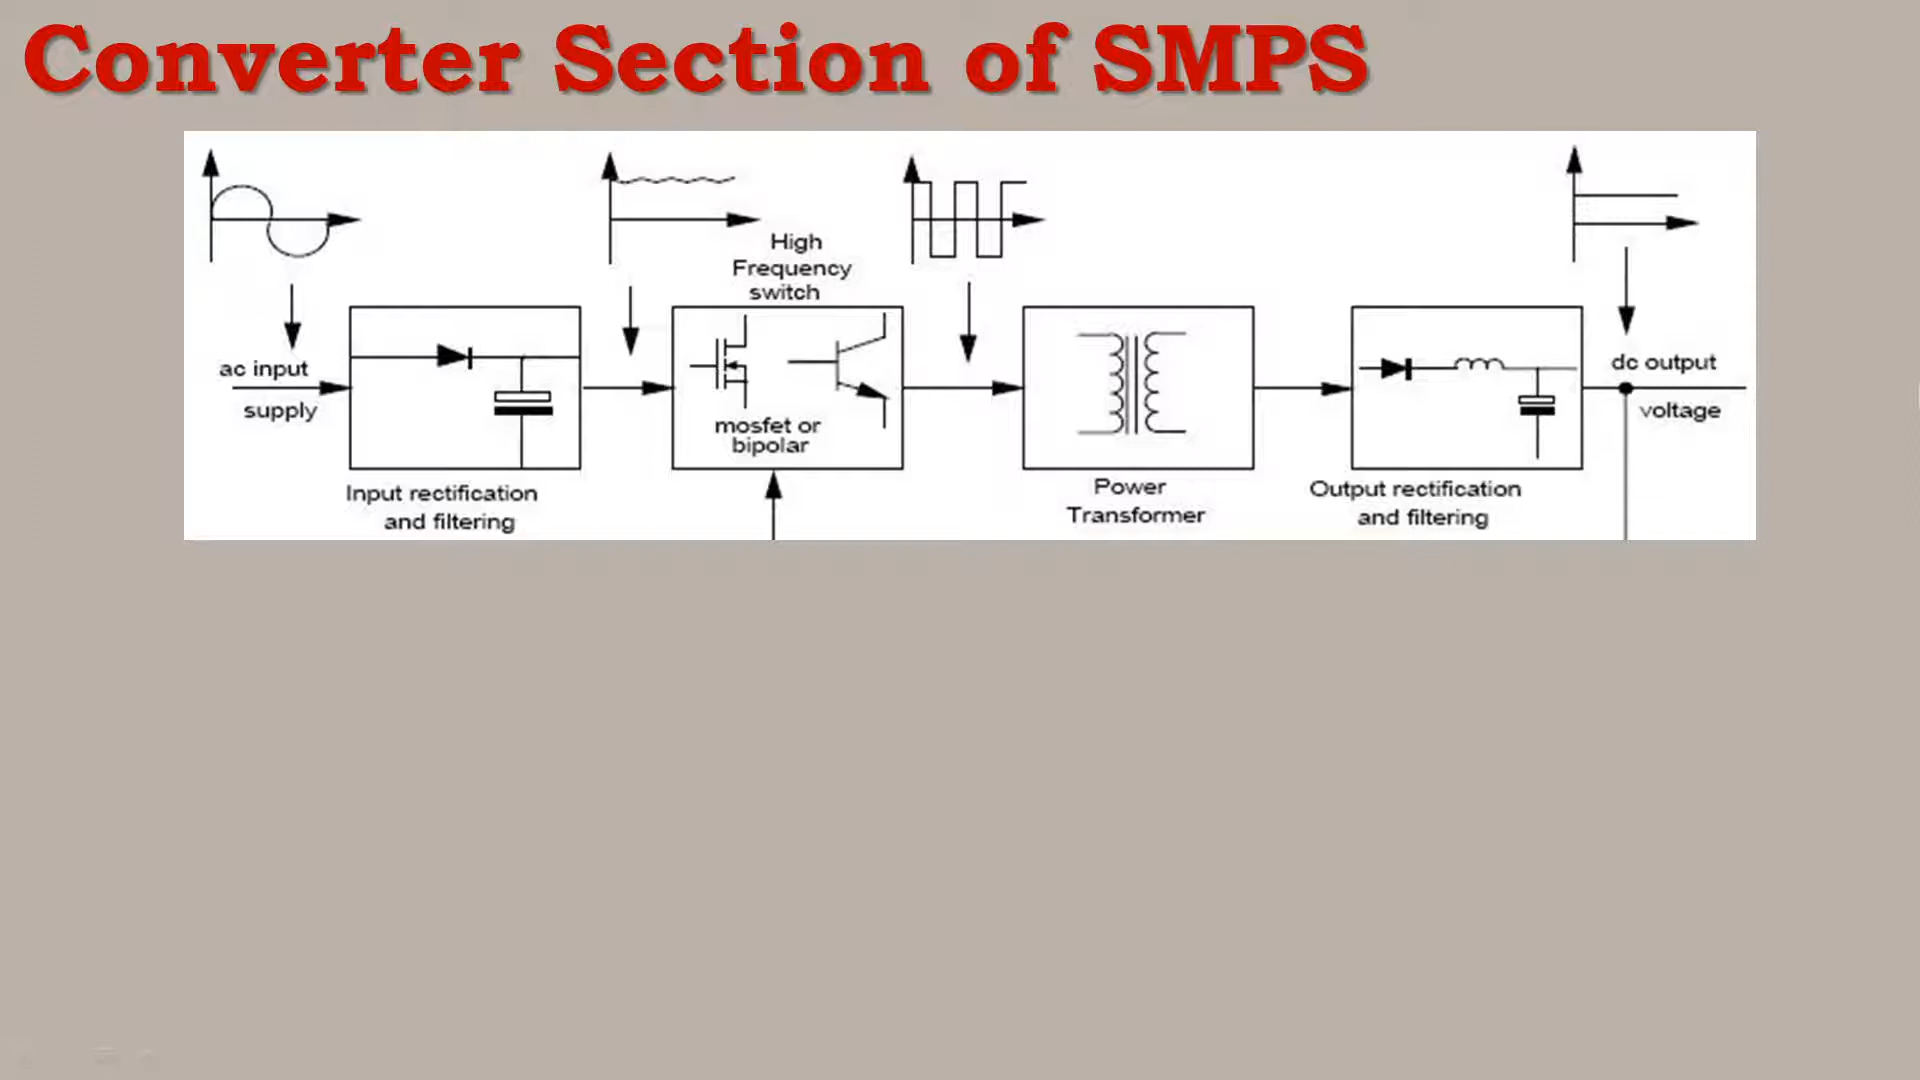 Converter Section of SMPS
High
Frequency
switch
ac input
supply
mosfet or
bipolar
dc output
voltage
Input rectification
and filtering
Power
Transformer
Output rectification
and filtering